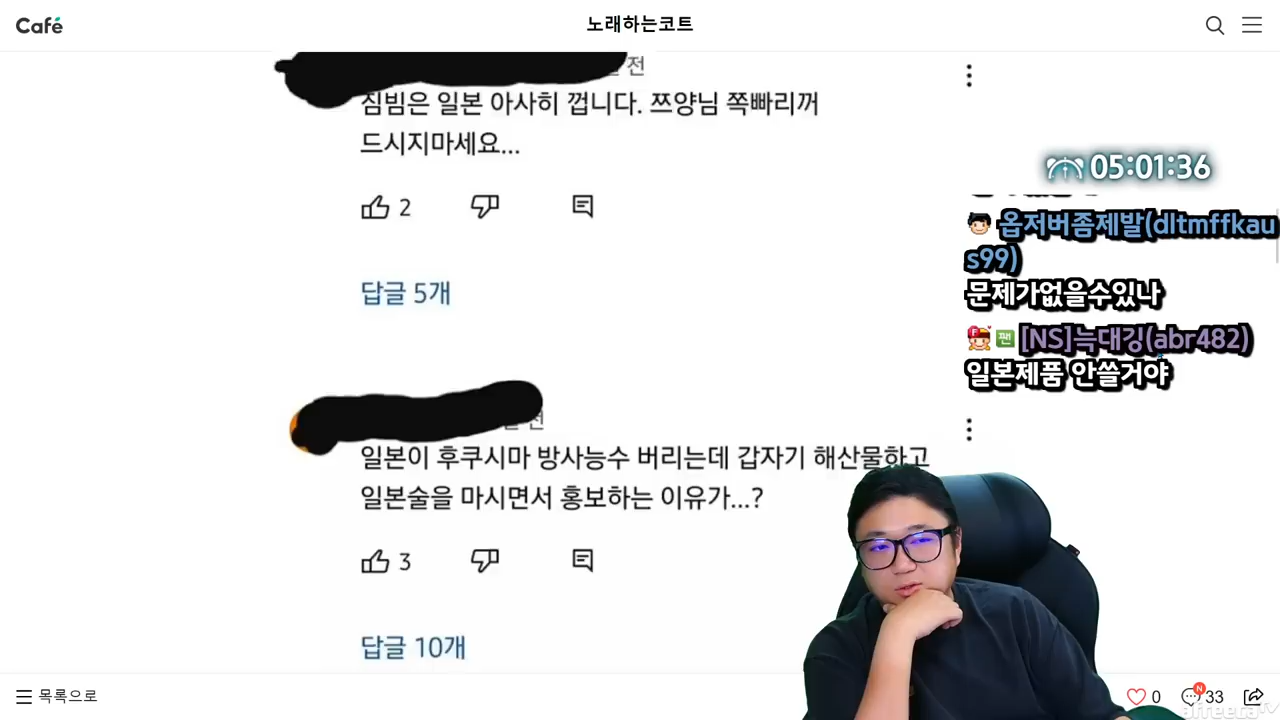 Café
노래하는코트
전
침빔은 일본 아사히 껍니다. 쯔양님 쪽빠리꺼
드시지마세요...
2
답글 5개
05:01:36
옵저버좀제발(dltmffkau
s99)
문제가없을수있나
F 팬 [NS]늑대깅(abr482)
일본제품 안쓸거야
일본이 후쿠시마 방사능수 버리는데 갑자기 해산물하고
일본술을 마시면서 홍보하는 이유가...?
3
답글 10개
목록으로
0
N
33
afreecaTV